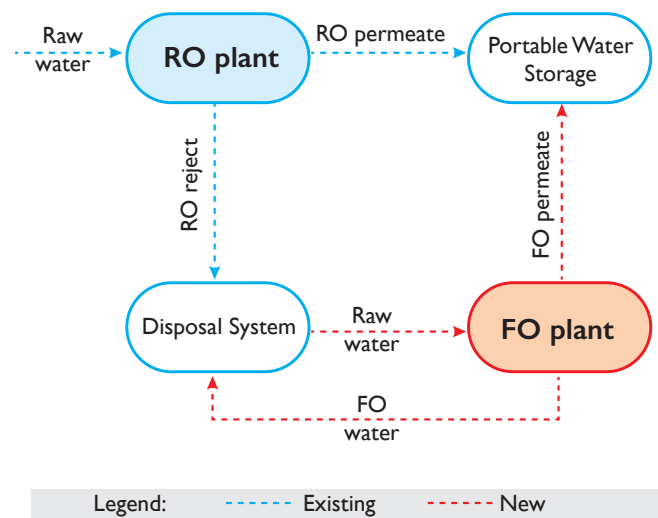 Raw
water
RO plant
RO permeate
Portable Water
Storage
RO reject
FO permeate
Disposal System
Raw
water
FO plant
FO
water
Legend: Existing New